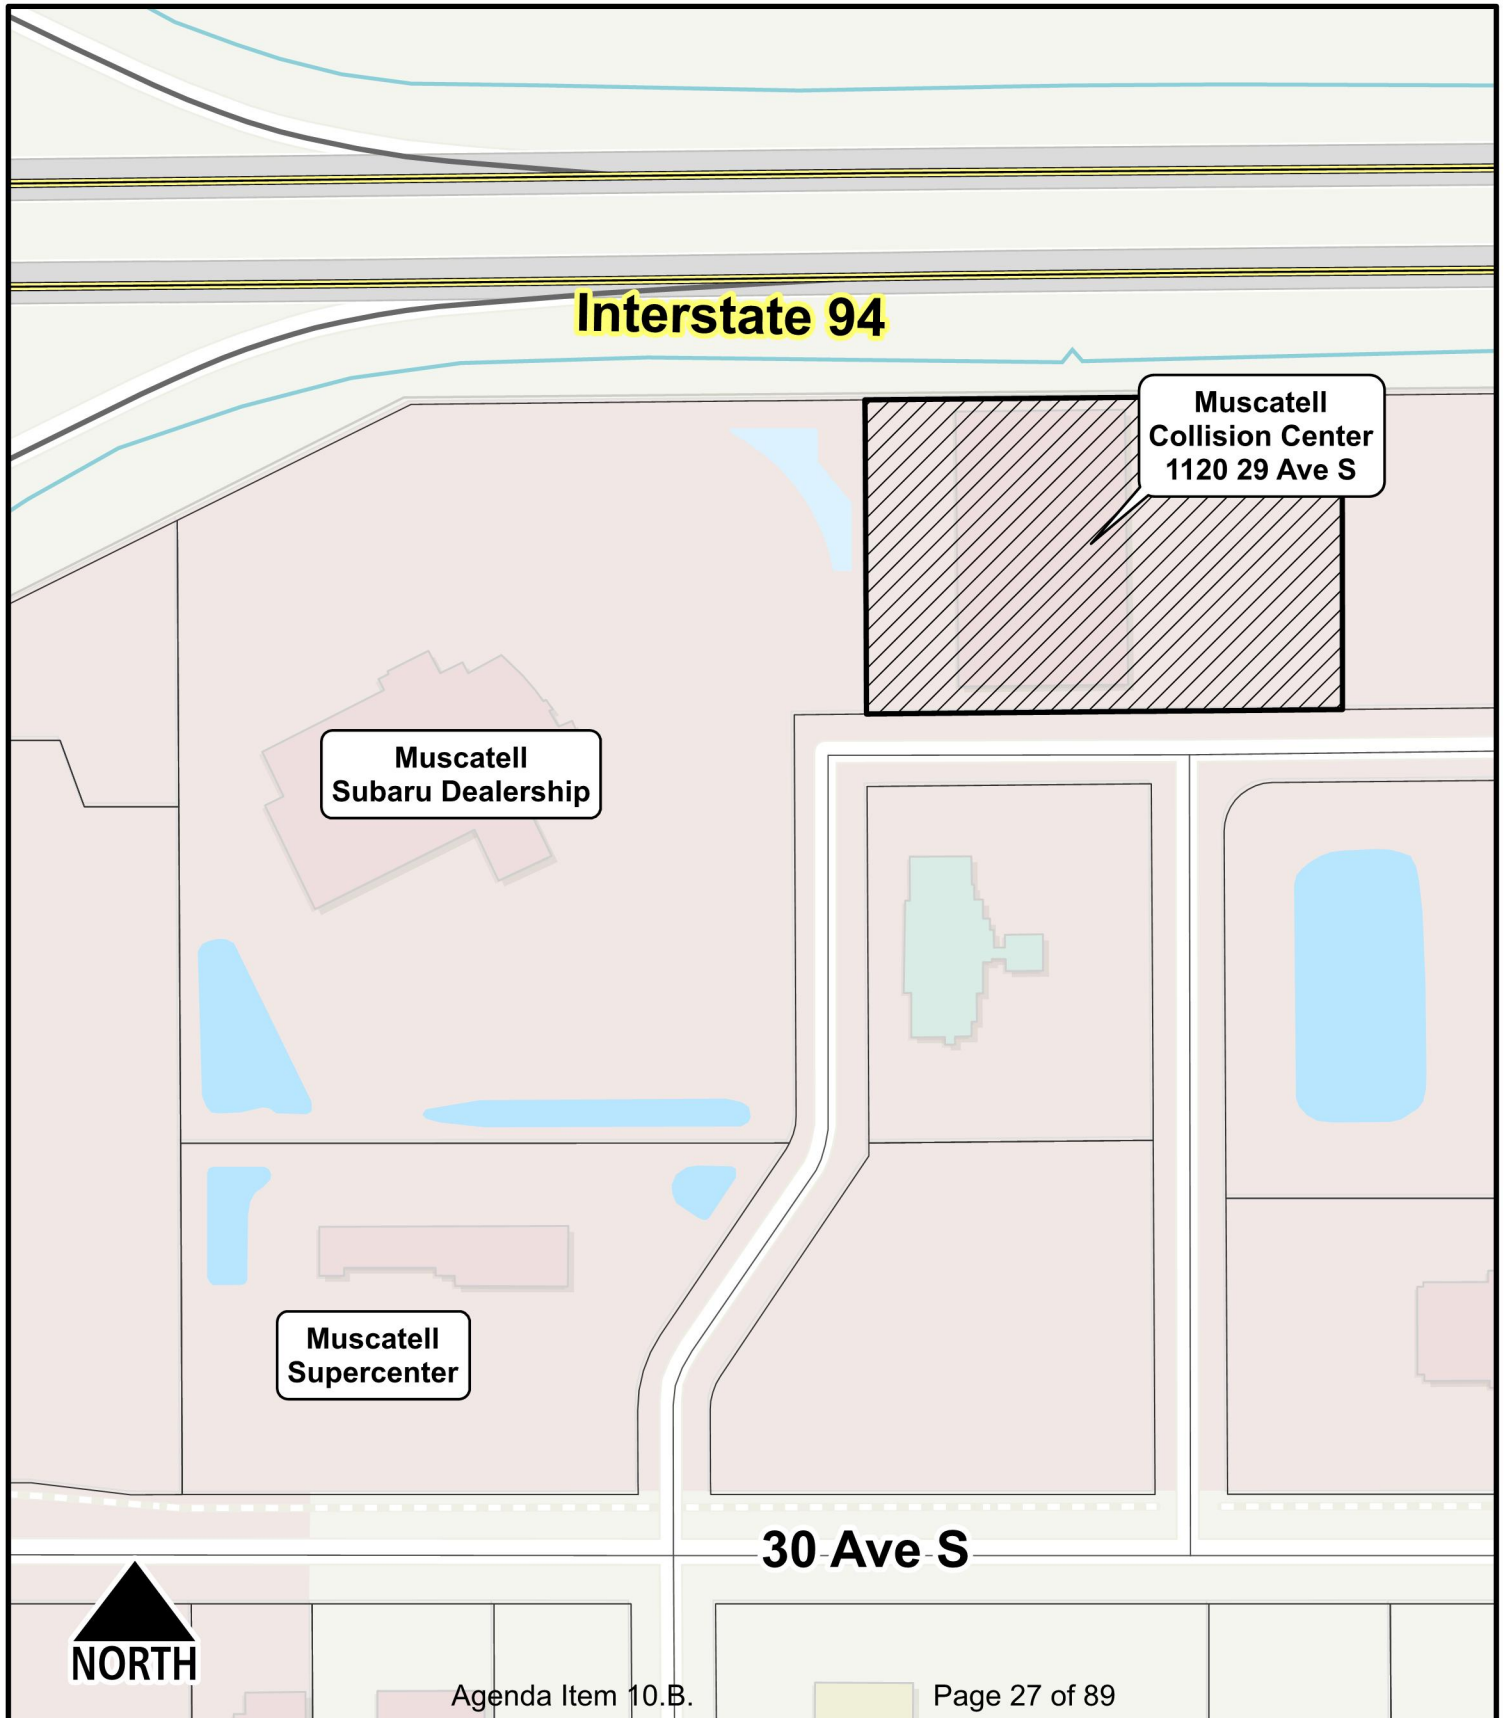 Interstate 94
Muscatell
Collision Center
1120 29 Ave S
Muscatell
Subaru Dealership
Muscatell
Supercenter
30 Ave S
NORTH
Agenda Item 10.B.
Page 27 of 89